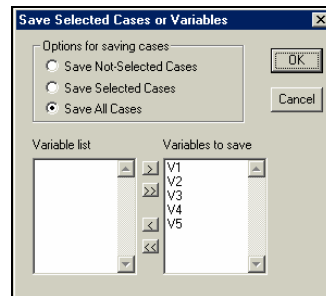 Save Selected Cases or Variables
Options for saving cases
Save Not-Selected Cases
Save Selected Cases
Save All Cases
OK
Cancel
Variable list
Variables to save
>
>>
<
<<
V1
V2
V3
V4
V5